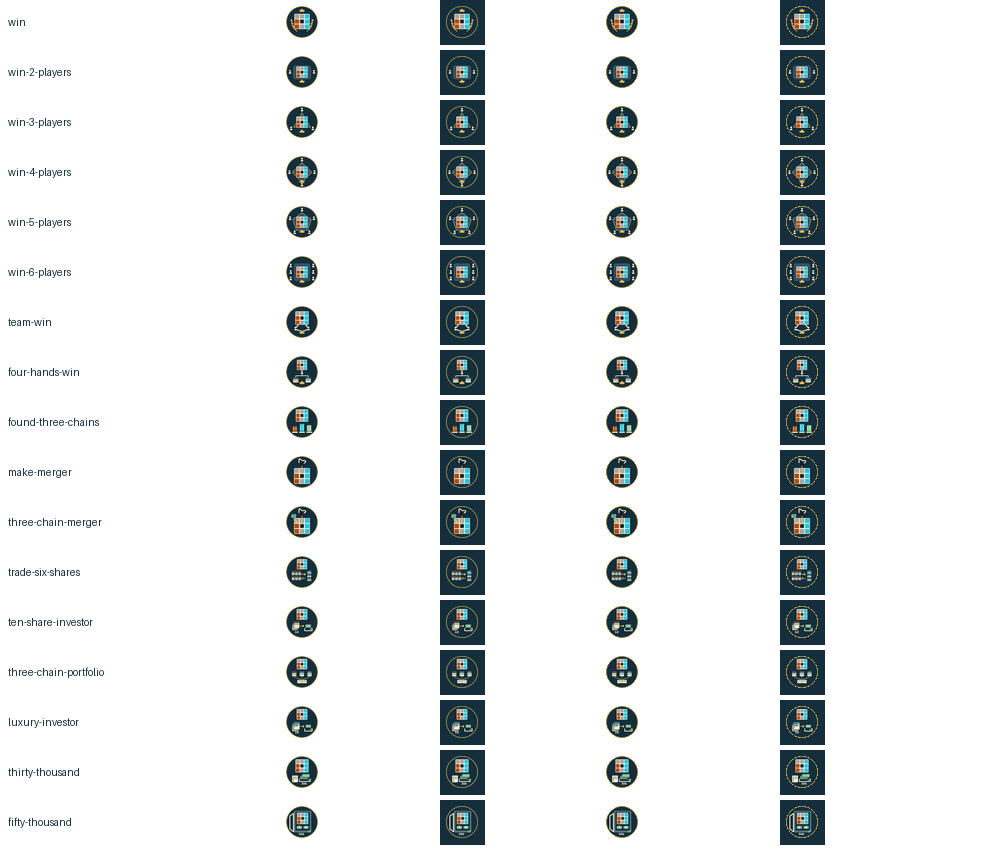 win
win-2-players
win-3-players
win-4-players
win-5-players
win-6-players
team-win
four-hands-win
found-three-chains
make-merger
three-chain-merger
trade-six-shares
ten-share-investor
three-chain-portfolio
luxury-investor
thirty-thousand
fifty-thousand